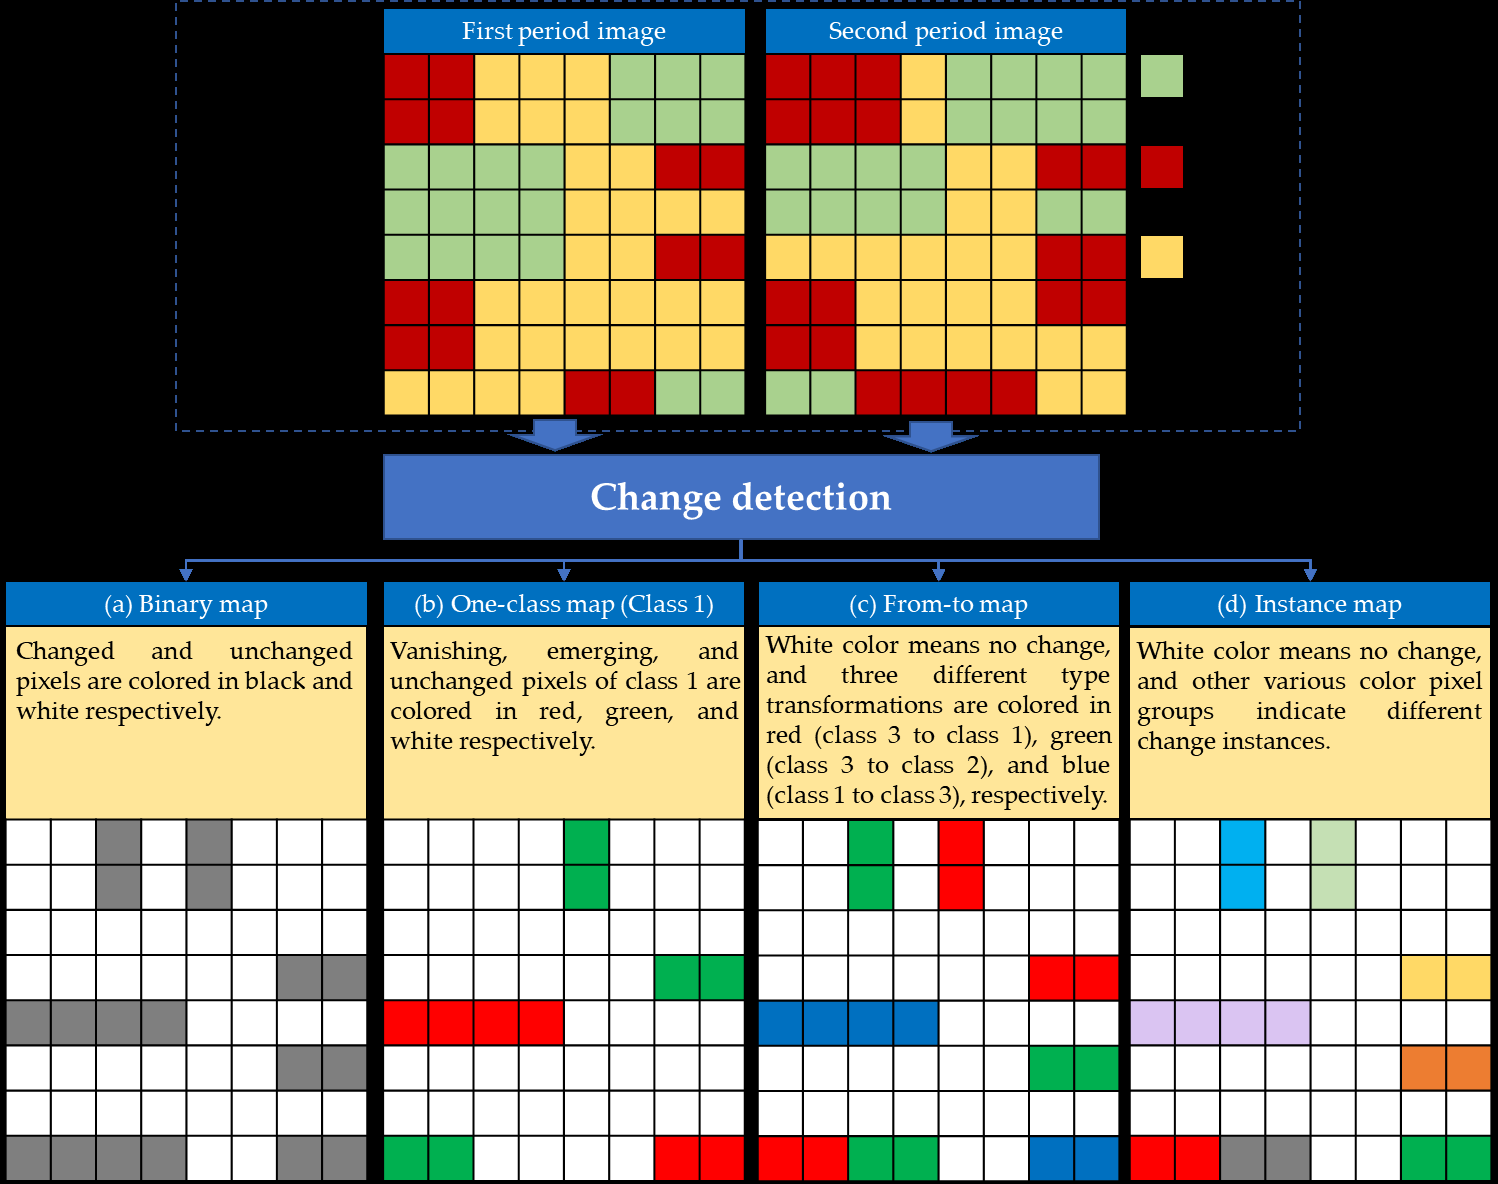 First period image
Second period image
Change detection
(a) Binary map
Changed and unchanged
pixels are colored in black and
white respectively.
(b) One-class map (Class 1)
Vanishing, emerging, and
unchanged pixels of class 1 are
colored in red, green, and
white respectively.
(c) From-to map
White color means no change,
and three different type
transformations are colored in
red (class 3 to class 1), green
(class 3 to class 2), and blue
(class 1 to class 3), respectively.
(d) Instance map
White color means no change,
and other various color pixel
groups indicate different
change instances.